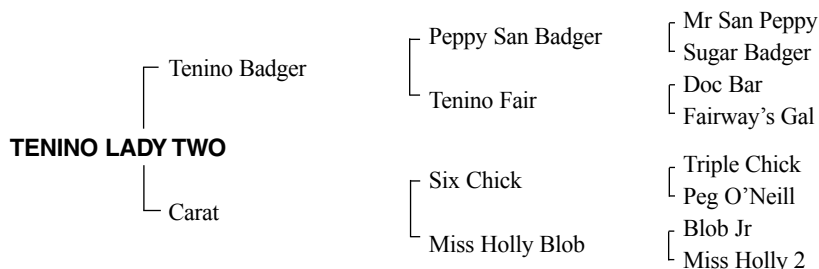 Mr San Peppy
Peppy San Badger
Sugar Badger
Tenino Badger
Doc Bar
Tenino Fair
Fairway’s Gal
TENINO LADY TWO
Triple Chick
Six Chick
Peg O’Neill
Carat
Blob Jr
Miss Holly Blob
Miss Holly 2